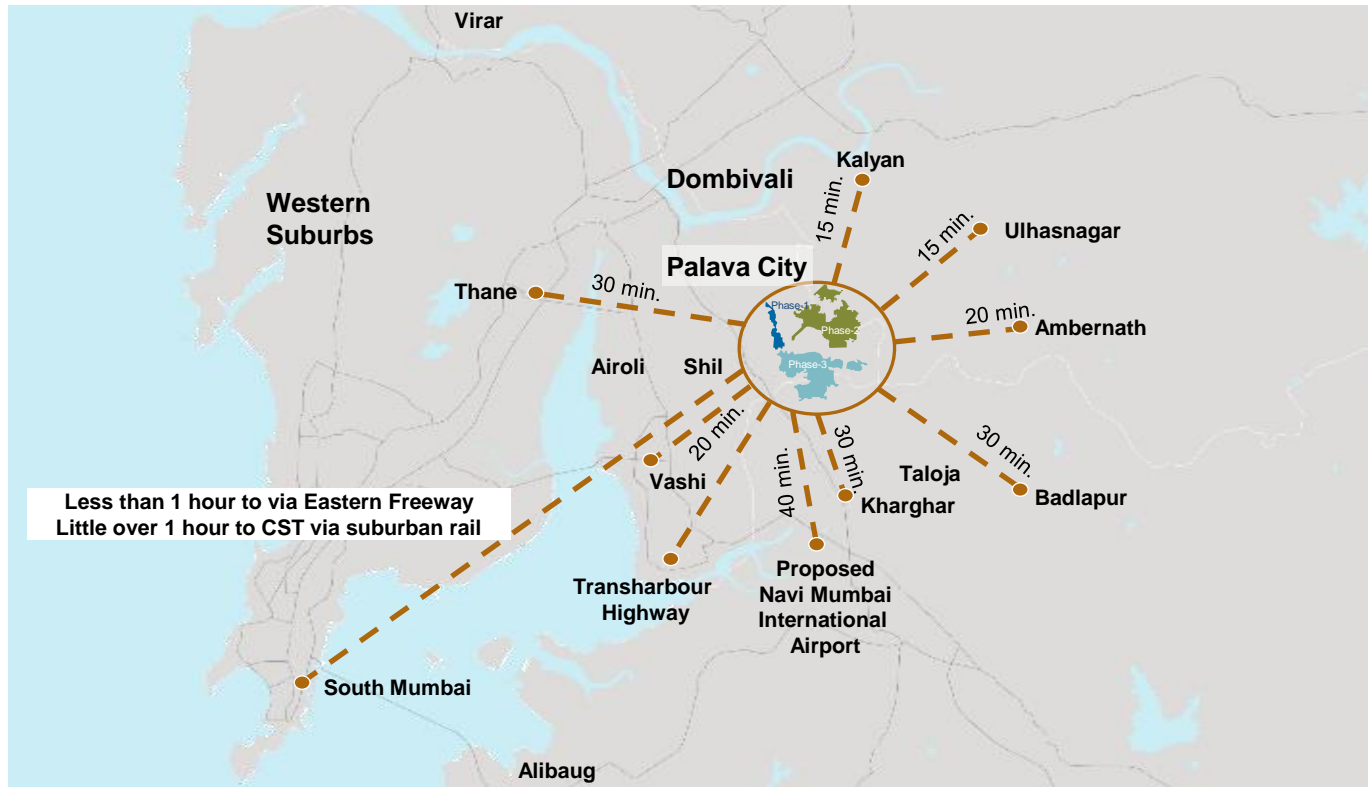 Virar
Kalyan
Dombivali
15 min.
Western
Suburbs
15 min.
Ulhasnagar
Palava City
Thane
30 min.
Phase-1
Phase-2
20 min.
Ambernath
Airoli
Shil
Phase-3
20 min.
Vashi
40 min.
30 min.
Taloja
Kharghar
30 min.
Badlapur
Less than 1 hour to via Eastern Freeway
Little over 1 hour to CST via suburban rail
Transharbour
Highway
Proposed
Navi Mumbai
International
Airport
South Mumbai
Alibaug